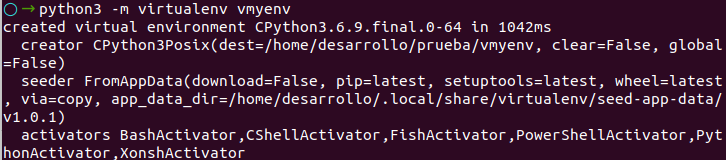 python3 -m virtualenv vmyenv
created virtual environment CPython3.6.9.final.0-64 in 1042ms
  creator CPython3Posix(dest=/home/desarrollo/prueba/vmyenv, clear=False, global
=False)
  seeder FromAppData(download=False, pip=latest, setuptools=latest, wheel=latest
, via=copy, app_data_dir=/home/desarrollo/.local/share/virtualenv/seed-app-data/
v1.0.1)
  activators BashActivator,CShellActivator,FishActivator,PowerShellActivator,Pyt
honActivator,XonshActivator